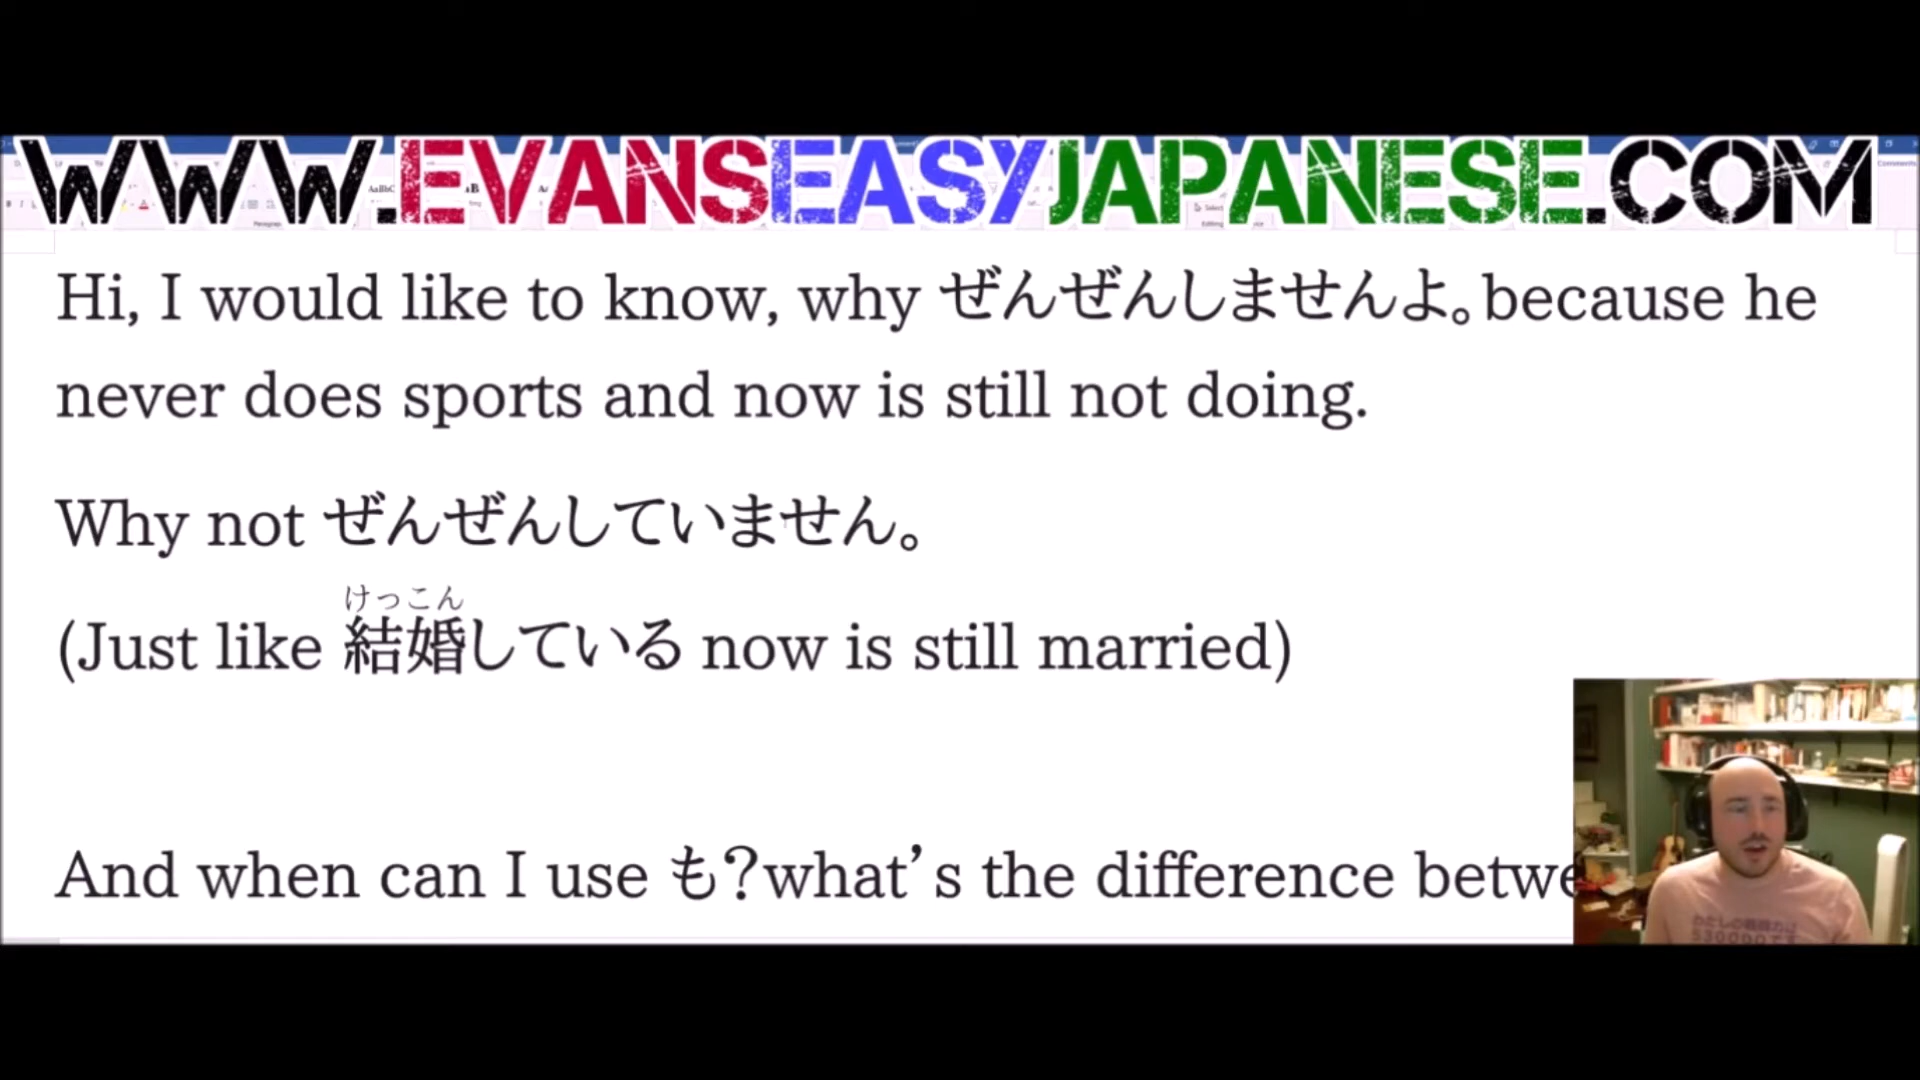 WWW.EVANSEASYJAPANESE.COM
Hi, I would like to know, why ぜんぜんしませんよ。because he
never does sports and now is still not doing.
Why not ぜんぜんしていません。
けっこん
(Just like 結婚している now is still married)
And when can I use も?what's the difference betwe